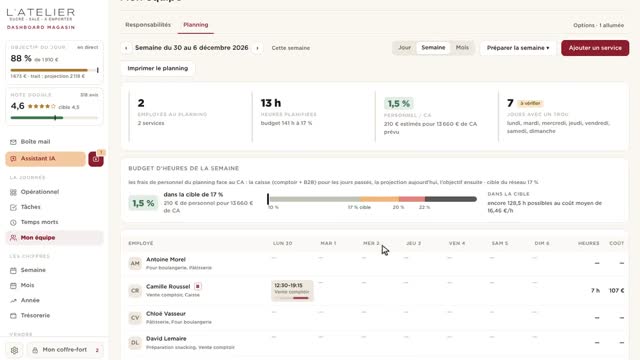 L'ATELIER
SUCRÉ · SALÉ · À EMPORTER
DASHBOARD MAGASIN
OBJECTIF DU JOUR
en direct
88 % de 1 910 €
1 675 € · trait : projection 2 119 €
NOTE GOOGLE
318 avis
4,6 ★★★★☆ cible 4,5
Boîte mail
Assistant IA
1
LA JOURNÉE
Opérationnel
Tâches
Temps morts
Mon équipe
LES CHIFFRES
Semaine
Mois
Année
Trésorerie
VENDRE
Mon coffre-fort 2
Mon équipe
Responsabilités
Planning
Options · 1 allumée
‹ Semaine du 30 au 6 décembre 2026 ›
Cette semaine
Jour
Semaine
Mois
Préparer la semaine ▾
Ajouter un service
Imprimer le planning
2
EMPLOYÉS AU PLANNING
2 services
13 h
HEURES PLANIFIÉES
budget 141 h à 17 %
1,5 %
PERSONNEL / CA
210 € estimés pour 13 660 € de CA
prévu
7 à vérifier
JOURS AVEC UN TROU
lundi, mardi, mercredi, jeudi, vendredi,
samedi, dimanche
BUDGET D'HEURES DE LA SEMAINE
les frais de personnel du planning face au CA : la caisse (comptoir + B2B) pour les jours passés, la projection aujourd'hui, l'objectif ensuite · cible du réseau 17 %
1,5 %
dans la cible de 17 %
210 € de personnel pour 13 660 €
de CA
10 %
17 % cible
20 %
22 %
DANS LA CIBLE
encore 128,5 h possibles au coût moyen de
16,46 €/h
EMPLOYÉ
LUN 30
MAR 1
MER 2
JEU 3
VEN 4
SAM 5
DIM 6
HEURES
COÛT
AM
Antoine Morel
Four boulangerie, Pâtisserie
— — — — — — — — —
CR
Camille Roussel
Vente comptoir, Caisse
12:30–19:15
Vente comptoir
— — — — — —
7 h
107 €
CV
Chloé Vasseur
Pâtisserie, Four boulangerie
— — — — — — — — —
DL
David Lemaire
Préparation snacking, Vente comptoir
— — — — — — — — —